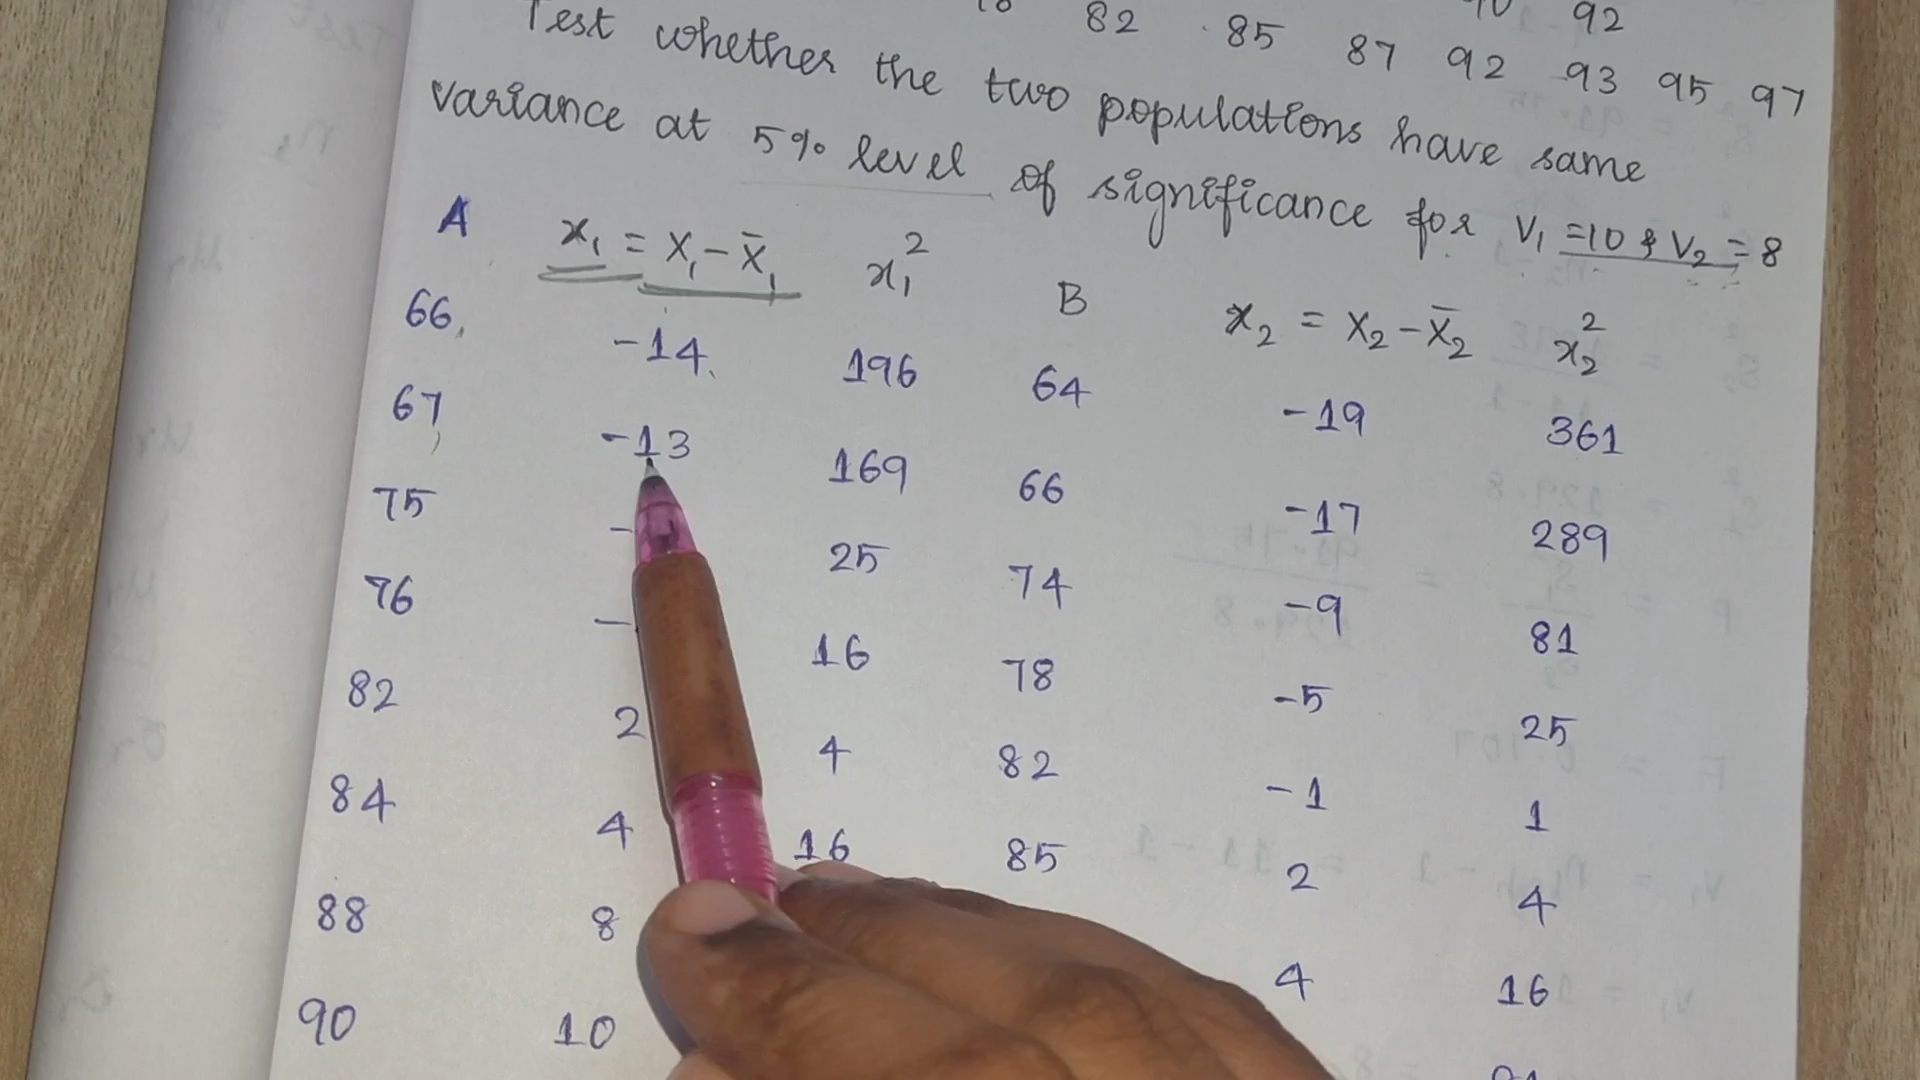 92
82 85 87 92 93 95 97
Test whether the two populations have same
variance at 5% level of significance for V₁ = 10 & V₂ = 8
A x₁ = X₁ - X̄₁ x₁² B x₂ = X₂ - X̄₂ x₂²
66 -14 196 64 -19 361
67 -13 169 66 -17 289
75 - 25 74 -9 81
76 - 16 78 -5 25
82 2 4 82 -1 1
84 4 16 85 2 4
88 8 4 16
90 10